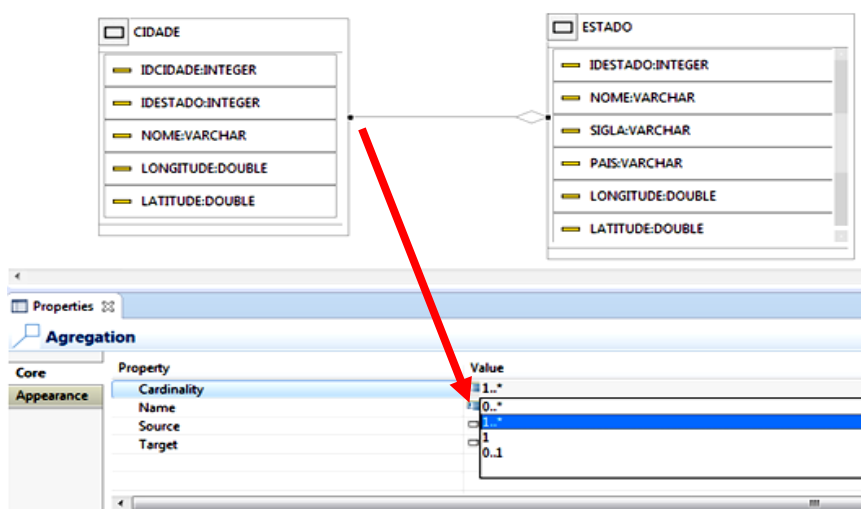 CIDADE
IDCIDADE:INTEGER
IDESTADO:INTEGER
NOME:VARCHAR
LONGITUDE:DOUBLE
LATITUDE:DOUBLE
ESTADO
IDESTADO:INTEGER
NOME:VARCHAR
SIGLA:VARCHAR
PAIS:VARCHAR
LONGITUDE:DOUBLE
LATITUDE:DOUBLE
Properties
Agregation
Core
Appearance
Property Value
Cardinality 1..*
Name
Source
Target
0..*
1..*
1
0..1